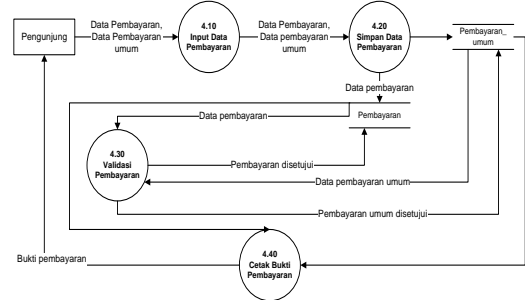 Pengunjung
Data Pembayaran,
Data Pembayaran
umum
4.10
Input Data
Pembayaran
Data Pembayaran,
Data pembayaran
umum
4.20
Simpan Data
Pembayaran
Pembayaran_
umum
Data pembayaran
Data pembayaran
Pembayaran
4.30
Validasi
Pembayaran
Pembayaran disetujui
Data pembayaran umum
Pembayaran umum disetujui
Bukti pembayaran
4.40
Cetak Bukti
Pembayaran